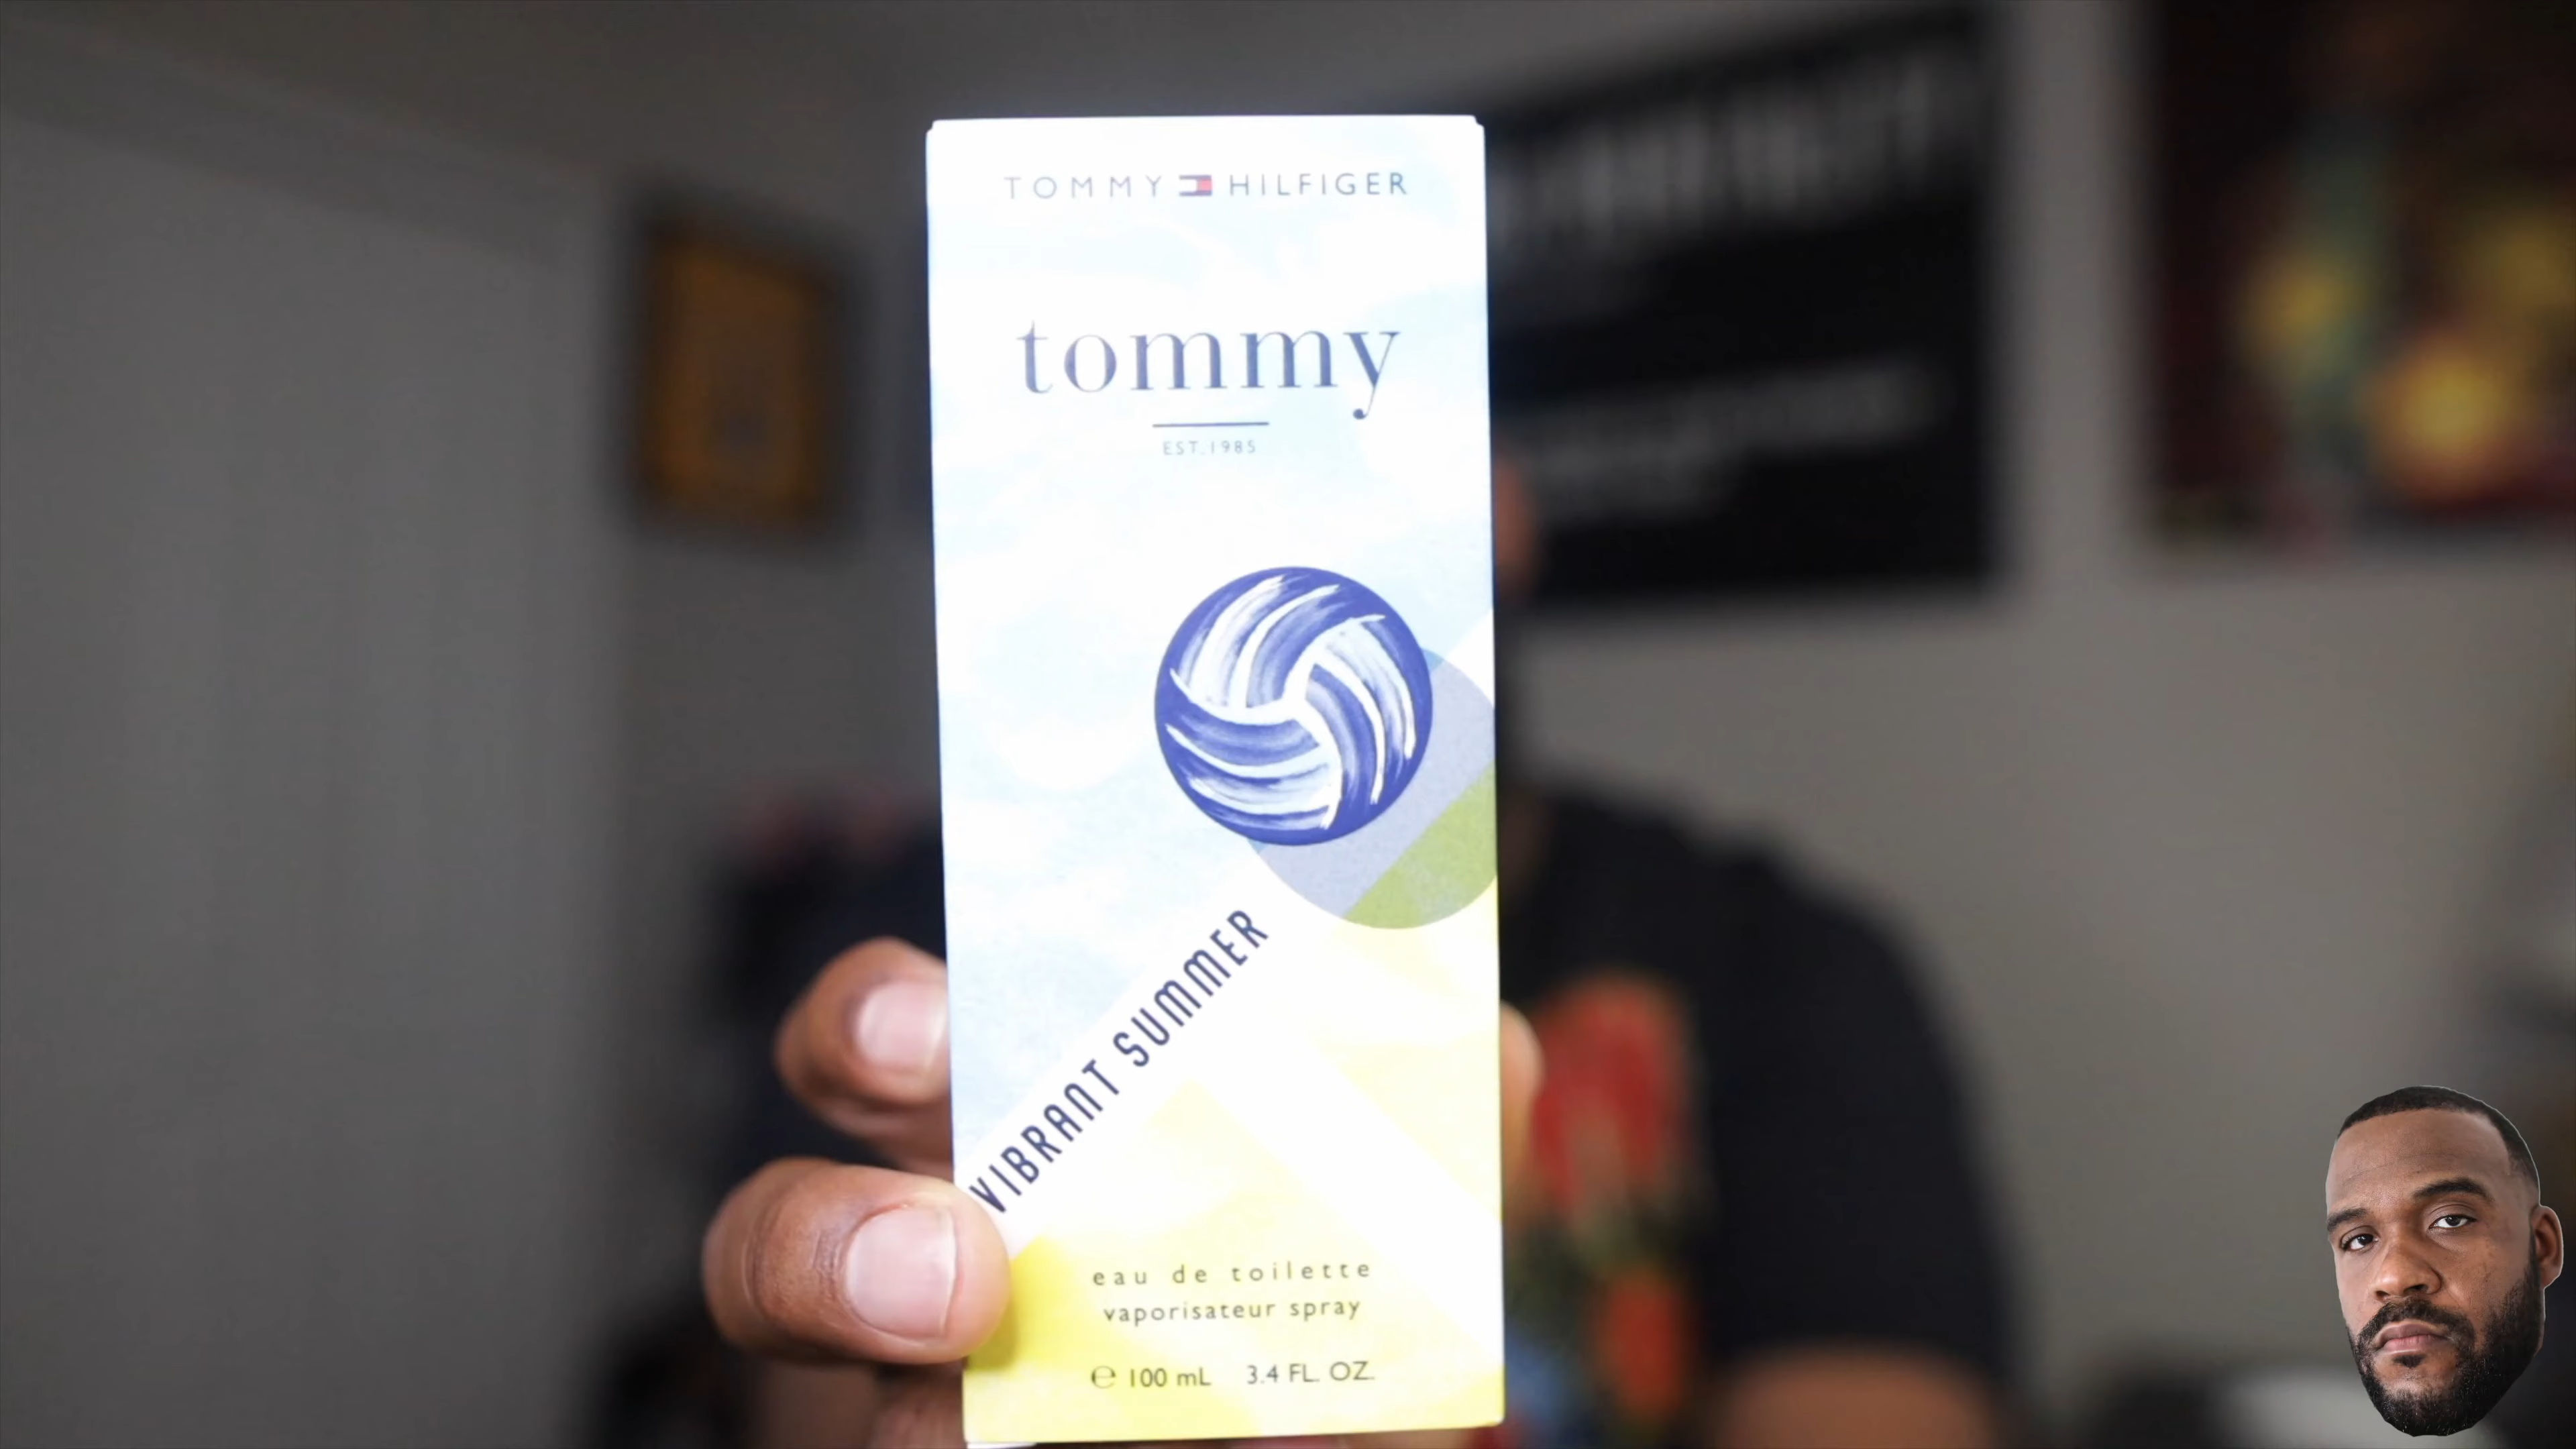 TOMMY HILFIGER
tommy
EST. 1985
VIBRANT SUMMER
eau de toilette
vaporisateur spray
℮ 100 mL 3.4 FL. OZ.